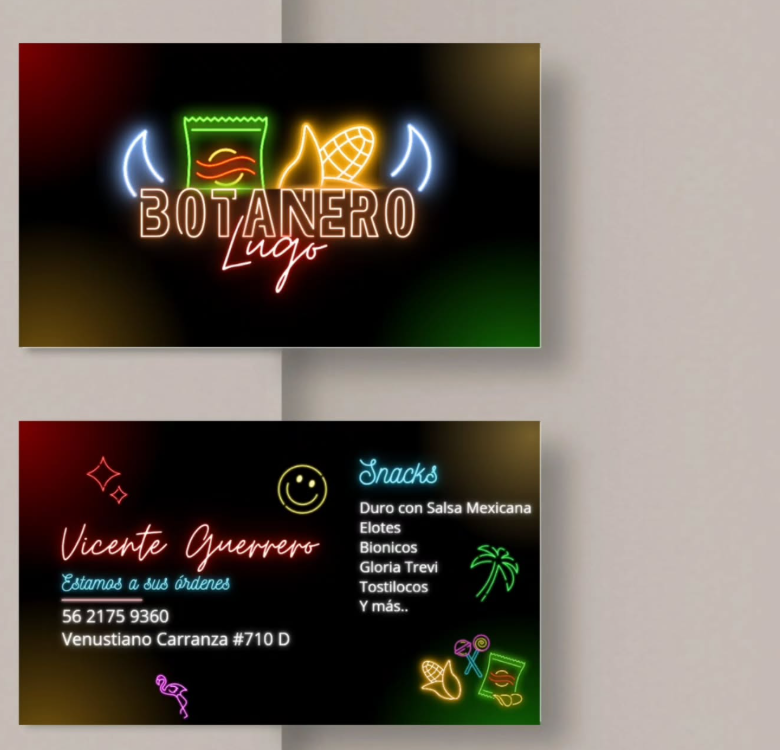 BOTANERO
Lugo
Vicente Guerrero
Estamos a sus órdenes
56 2175 9360
Venustiano Carranza #710 D
Snacks
Duro con Salsa Mexicana
Elotes
Bionicos
Gloria Trevi
Tostilocos
Y más..